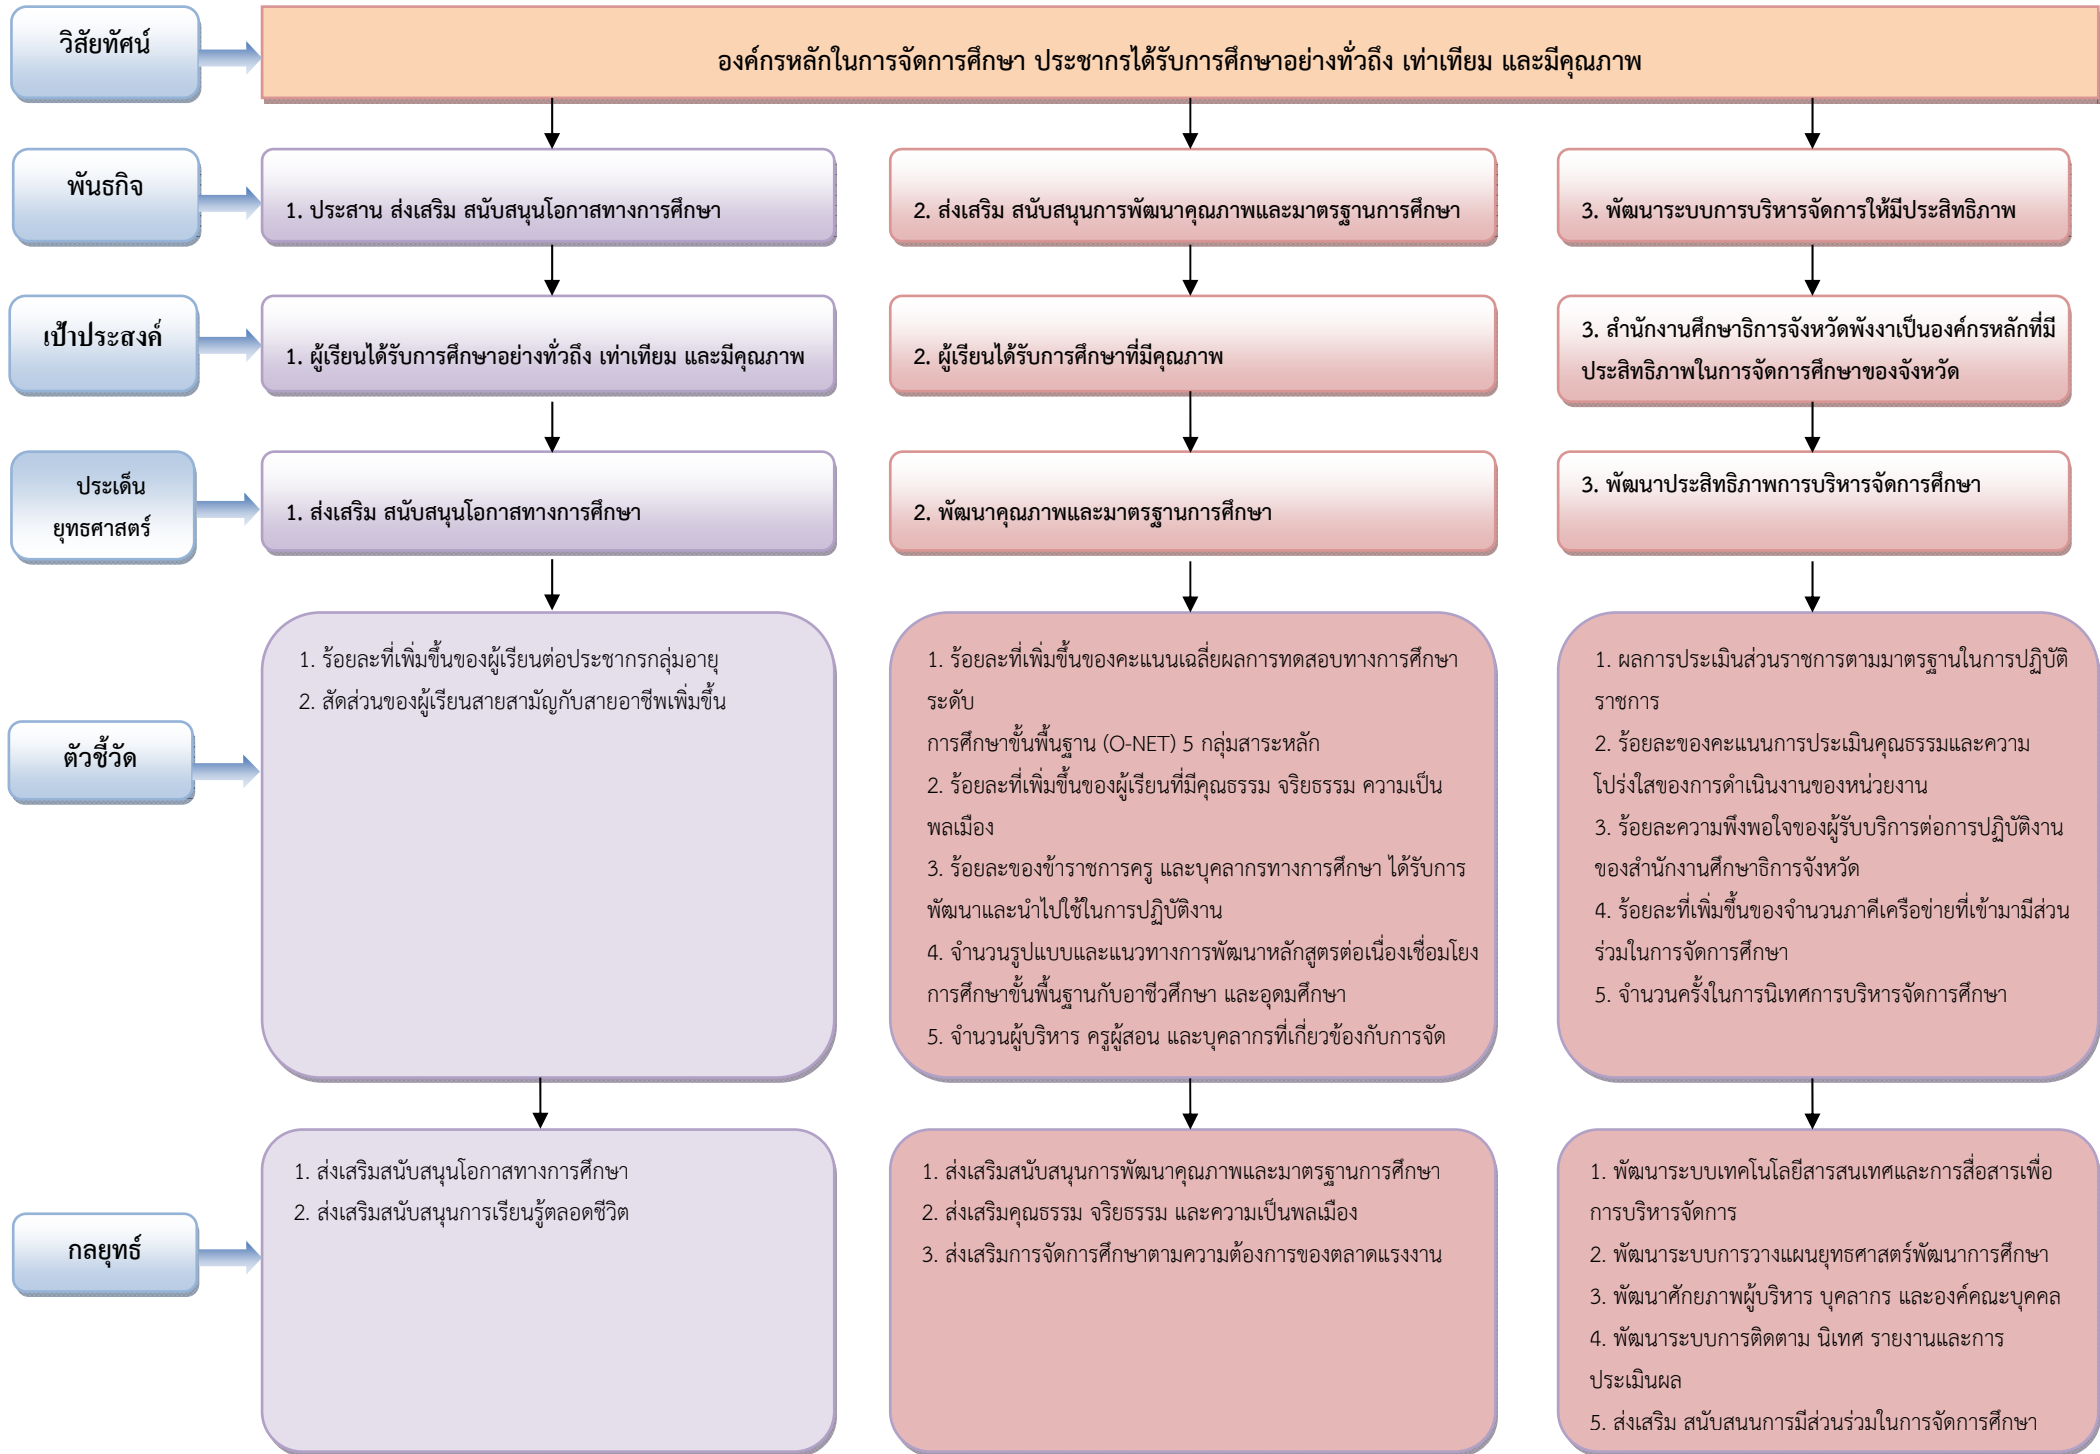 วิสัยทัศน์
องค์กรหลักในการจัดการศึกษา ประชากรได้รับการศึกษาอย่างทั่วถึง เท่าเทียม และมีคุณภาพ
พันธกิจ
1. ประสาน ส่งเสริม สนับสนุนโอกาสทางการศึกษา
2. ส่งเสริม สนับสนุนการพัฒนาคุณภาพและมาตรฐานการศึกษา
3. พัฒนาระบบการบริหารจัดการให้มีประสิทธิภาพ
เป้าประสงค์
1. ผู้เรียนได้รับการศึกษาอย่างทั่วถึง เท่าเทียม และมีคุณภาพ
2. ผู้เรียนได้รับการศึกษาที่มีคุณภาพ
3. สำนักงานศึกษาธิการจังหวัดพังงาเป็นองค์กรหลักที่มี
ประสิทธิภาพในการจัดการศึกษาของจังหวัด
ประเด็น
ยุทธศาสตร์
1. ส่งเสริม สนับสนุนโอกาสทางการศึกษา
2. พัฒนาคุณภาพและมาตรฐานการศึกษา
3. พัฒนาประสิทธิภาพการบริหารจัดการศึกษา
ตัวชี้วัด
1. ร้อยละที่เพิ่มขึ้นของผู้เรียนต่อประชากรกลุ่มอายุ
2. สัดส่วนของผู้เรียนสายสามัญกับสายอาชีพเพิ่มขึ้น
1. ร้อยละที่เพิ่มขึ้นของคะแนนเฉลี่ยผลการทดสอบทางการศึกษา
ระดับ
การศึกษาขั้นพื้นฐาน (O-NET) 5 กลุ่มสาระหลัก
2. ร้อยละที่เพิ่มขึ้นของผู้เรียนที่มีคุณธรรม จริยธรรม ความเป็น
พลเมือง
3. ร้อยละของข้าราชการครู และบุคลากรทางการศึกษา ได้รับการ
พัฒนาและนำไปใช้ในการปฏิบัติงาน
4. จำนวนรูปแบบและแนวทางการพัฒนาหลักสูตรต่อเนื่องเชื่อมโยง
การศึกษาขั้นพื้นฐานกับอาชีวศึกษา และอุดมศึกษา
5. จำนวนผู้บริหาร ครูผู้สอน และบุคลากรที่เกี่ยวข้องกับการจัด
1. ผลการประเมินส่วนราชการตามมาตรฐานในการปฏิบัติ
ราชการ
2. ร้อยละของคะแนนการประเมินคุณธรรมและความ
โปร่งใสของการดำเนินงานของหน่วยงาน
3. ร้อยละความพึงพอใจของผู้รับบริการต่อการปฏิบัติงาน
ของสำนักงานศึกษาธิการจังหวัด
4. ร้อยละที่เพิ่มขึ้นของจำนวนภาคีเครือข่ายที่เข้ามามีส่วน
ร่วมในการจัดการศึกษา
5. จำนวนครั้งในการนิเทศการบริหารจัดการศึกษา
กลยุทธ์
1. ส่งเสริมสนับสนุนโอกาสทางการศึกษา
2. ส่งเสริมสนับสนุนการเรียนรู้ตลอดชีวิต
1. ส่งเสริมสนับสนุนการพัฒนาคุณภาพและมาตรฐานการศึกษา
2. ส่งเสริมคุณธรรม จริยธรรม และความเป็นพลเมือง
3. ส่งเสริมการจัดการศึกษาตามความต้องการของตลาดแรงงาน
1. พัฒนาระบบเทคโนโลยีสารสนเทศและการสื่อสารเพื่อ
การบริหารจัดการ
2. พัฒนาระบบการวางแผนยุทธศาสตร์พัฒนาการศึกษา
3. พัฒนาศักยภาพผู้บริหาร บุคลากร และองค์คณะบุคคล
4. พัฒนาระบบการติดตาม นิเทศ รายงานและการ
ประเมินผล
5. ส่งเสริม สนับสนุนการมีส่วนร่วมในการจัดการศึกษา